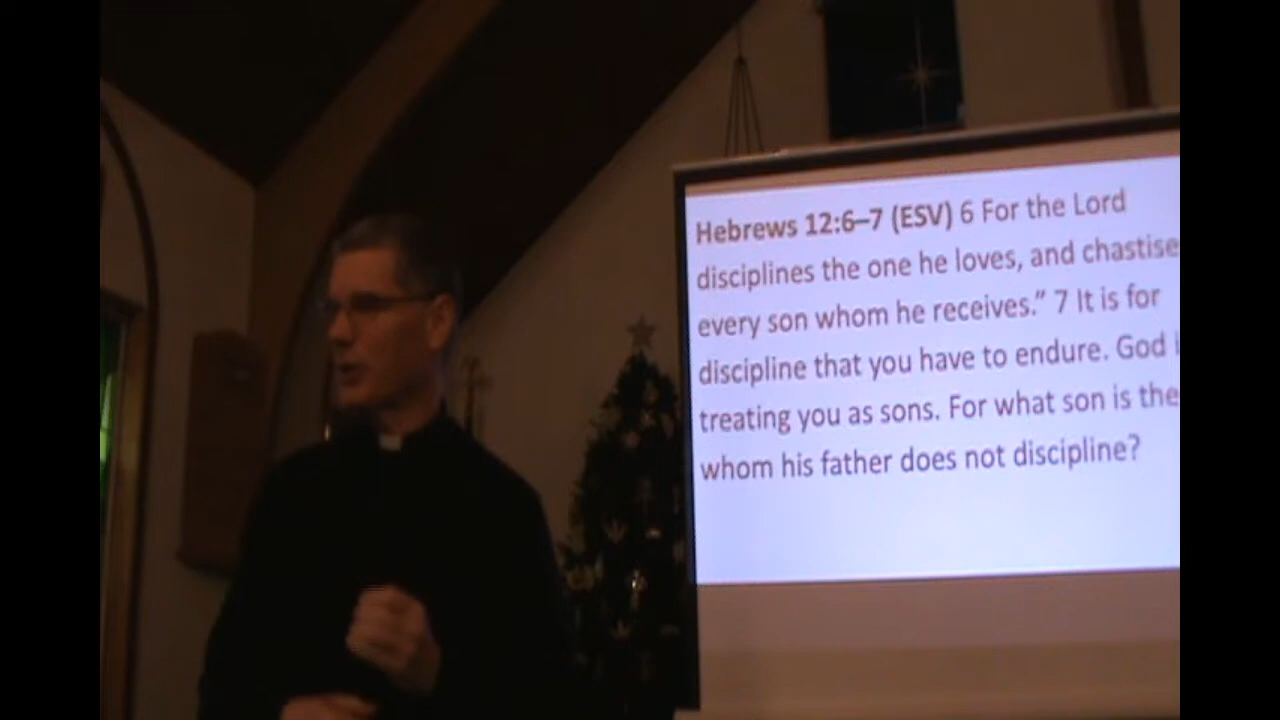 Hebrews 12:6–7 (ESV) 6 For the Lord
disciplines the one he loves, and chastise
every son whom he receives.” 7 It is for
discipline that you have to endure. God i
treating you as sons. For what son is the
whom his father does not discipline?